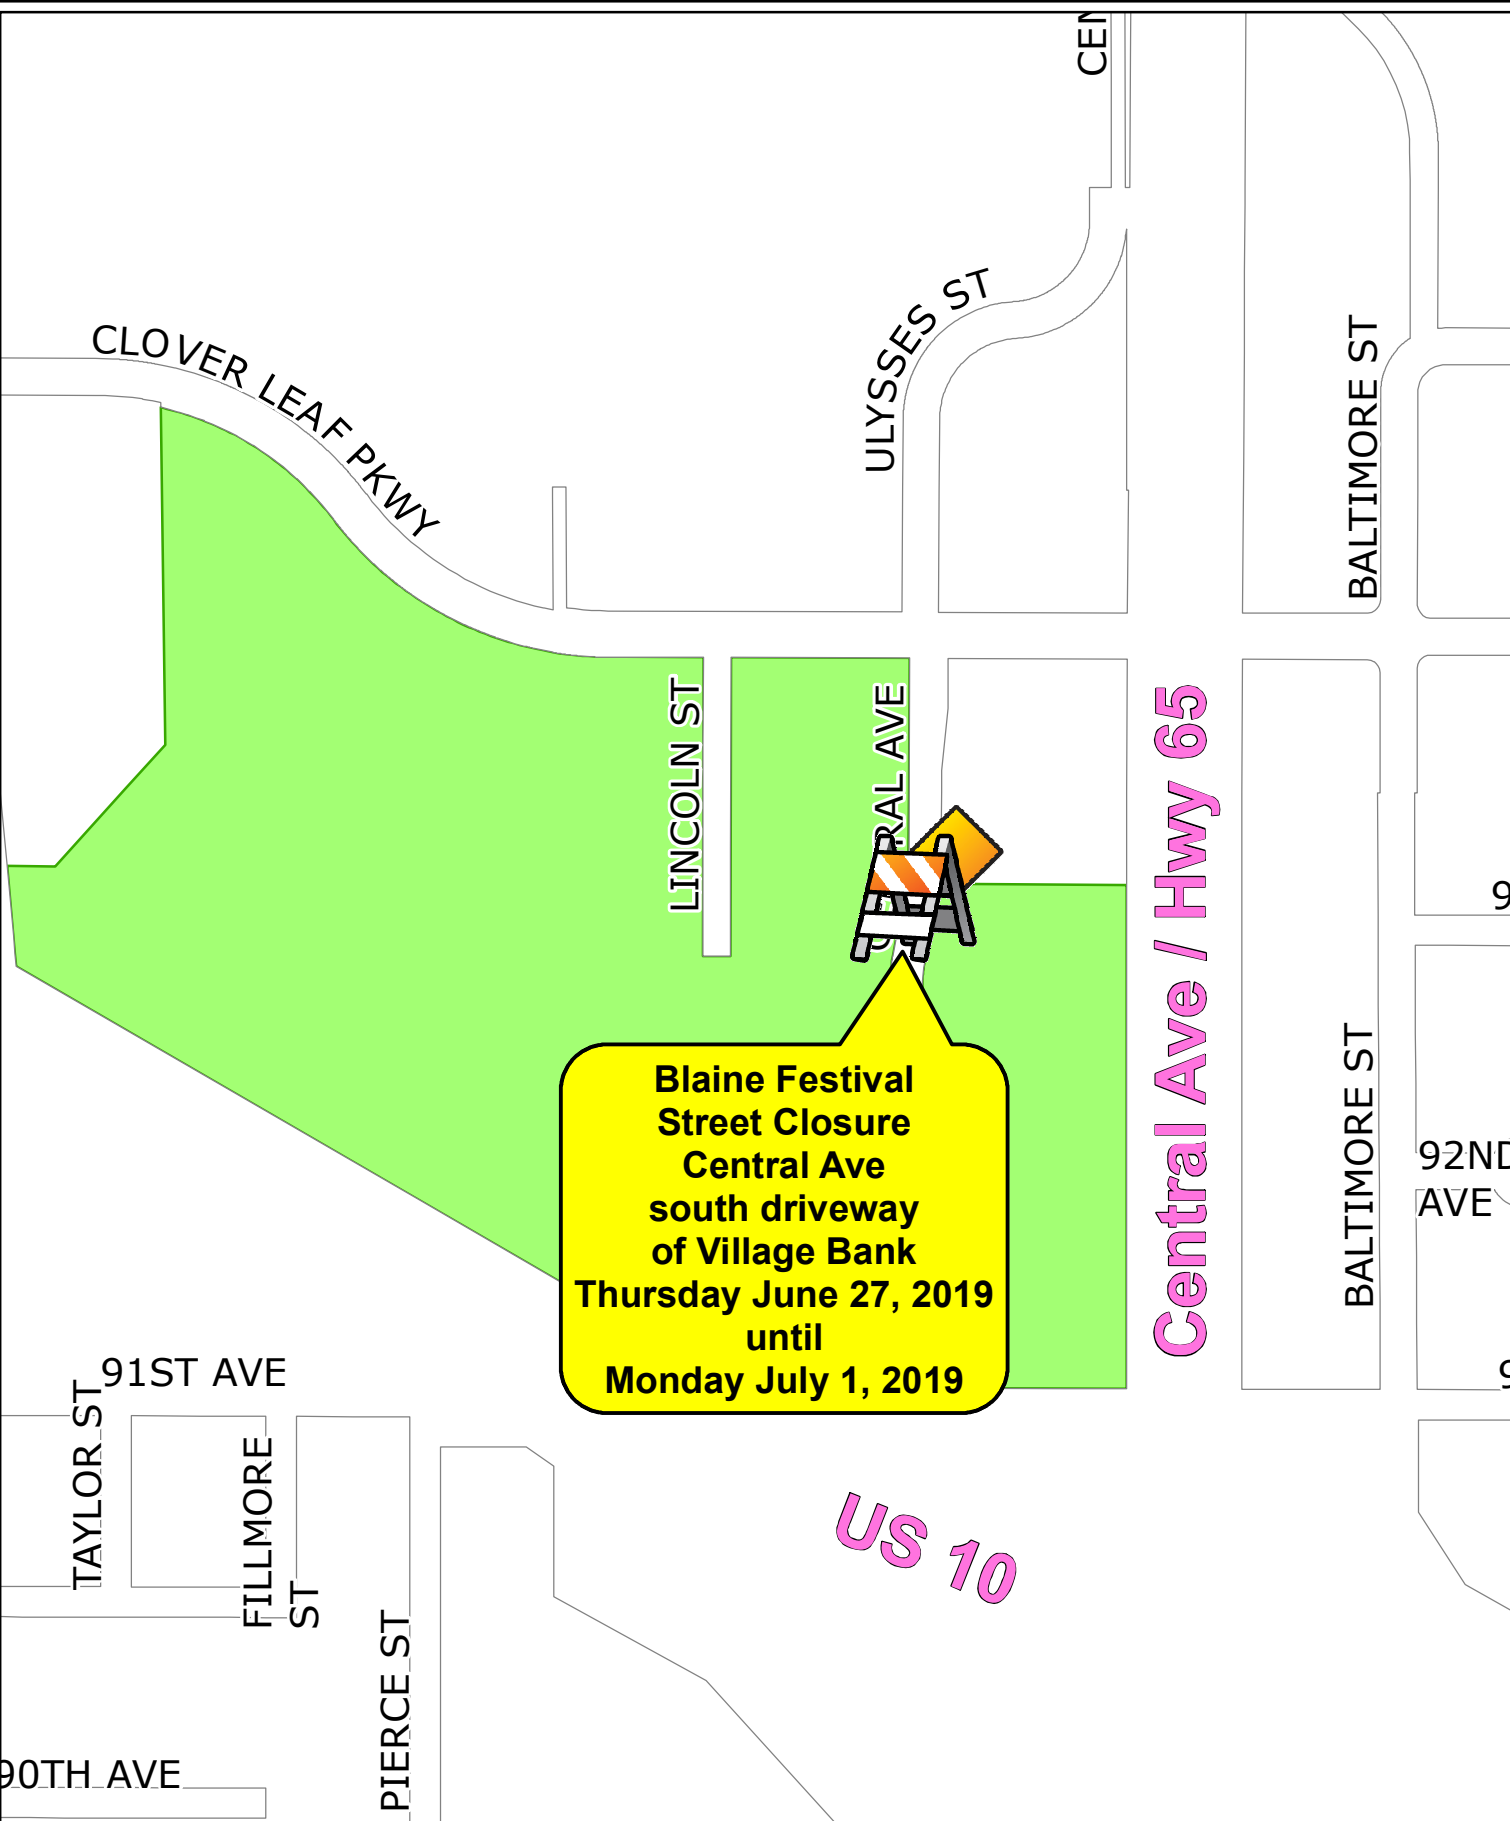 CEN
ULYSSES ST
CLOVER LEAF PKWY
BALTIMORE ST
LINCOLN ST
Central Ave / Hwy 65
Blaine Festival
Street Closure
Central Ave
south driveway
of Village Bank
Thursday June 27, 2019
until
Monday July 1, 2019
BALTIMORE ST
92ND
AVE
91ST AVE
TAYLOR ST
FILLMORE
ST
US 10
PIERCE ST
90TH AVE